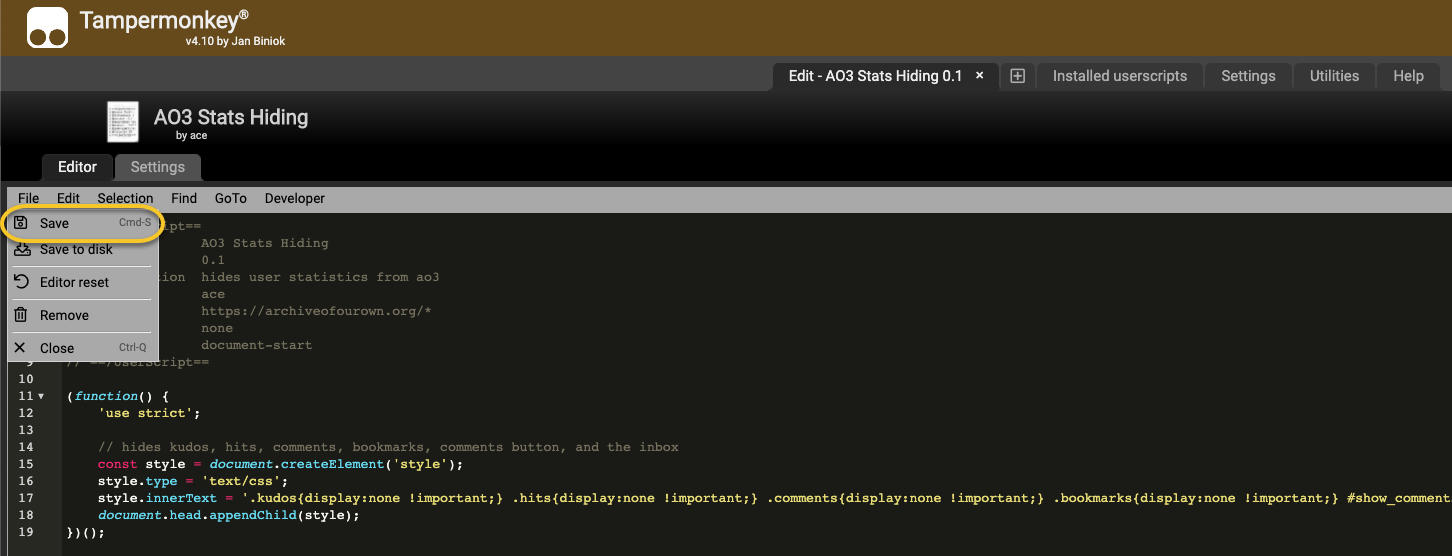 Tampermonkey®
v4.10 by Jan Biniok
Edit - AO3 Stats Hiding 0.1 × Installed userscripts Settings Utilities Help
AO3 Stats Hiding
by ace
Editor Settings
File Edit Selection Find GoTo Developer
Save Cmd-S
Save to disk
Editor reset
Remove
Close Ctrl-Q
ipt==
AO3 Stats Hiding
0.1
ion hides user statistics from ao3
ace
https://archiveofourown.org/*
none
document-start
9 // ==/UserScript==
10
11 (function() {
12 'use strict';
13
14 // hides kudos, hits, comments, bookmarks, comments button, and the inbox
15 const style = document.createElement('style');
16 style.type = 'text/css';
17 style.innerText = '.kudos{display:none !important;} .hits{display:none !important;} .comments{display:none !important;} .bookmarks{display:none !important;} #show_comment
18 document.head.appendChild(style);
19 })();